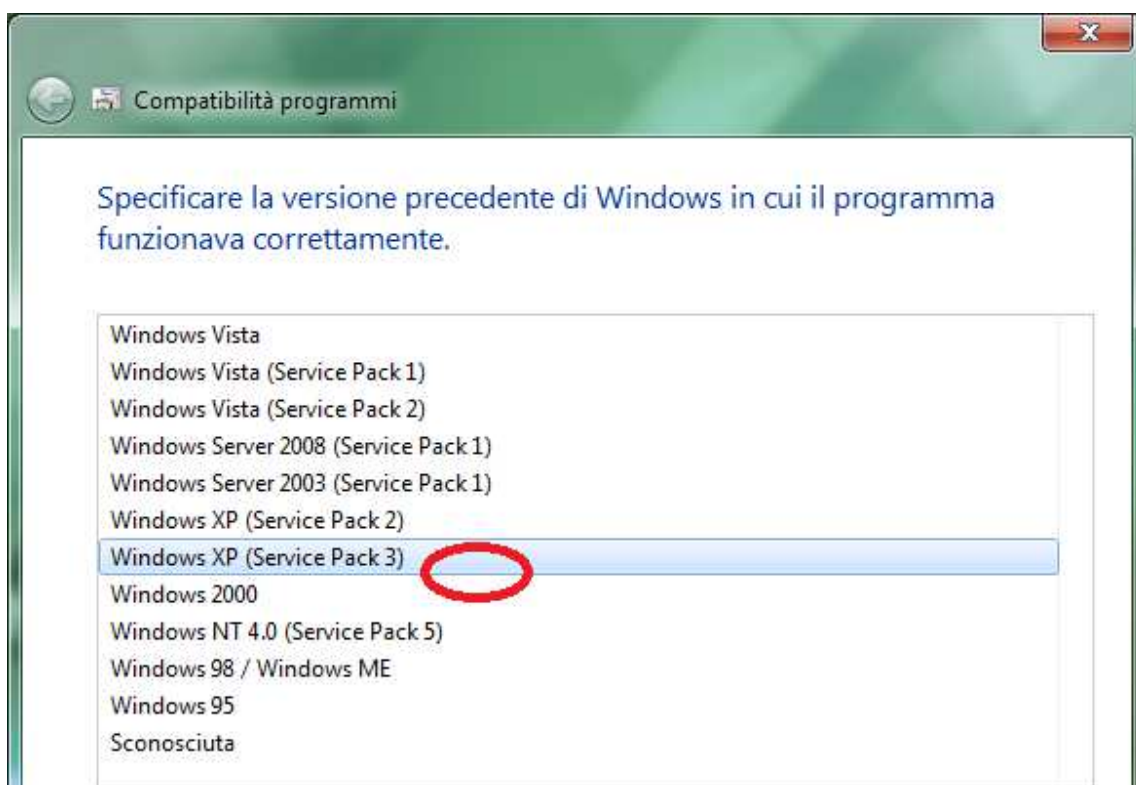 Compatibilità programmi
Specificare la versione precedente di Windows in cui il programma
funzionava correttamente.
Windows Vista
Windows Vista (Service Pack 1)
Windows Vista (Service Pack 2)
Windows Server 2008 (Service Pack 1)
Windows Server 2003 (Service Pack 1)
Windows XP (Service Pack 2)
Windows XP (Service Pack 3)
Windows 2000
Windows NT 4.0 (Service Pack 5)
Windows 98 / Windows ME
Windows 95
Sconosciuta